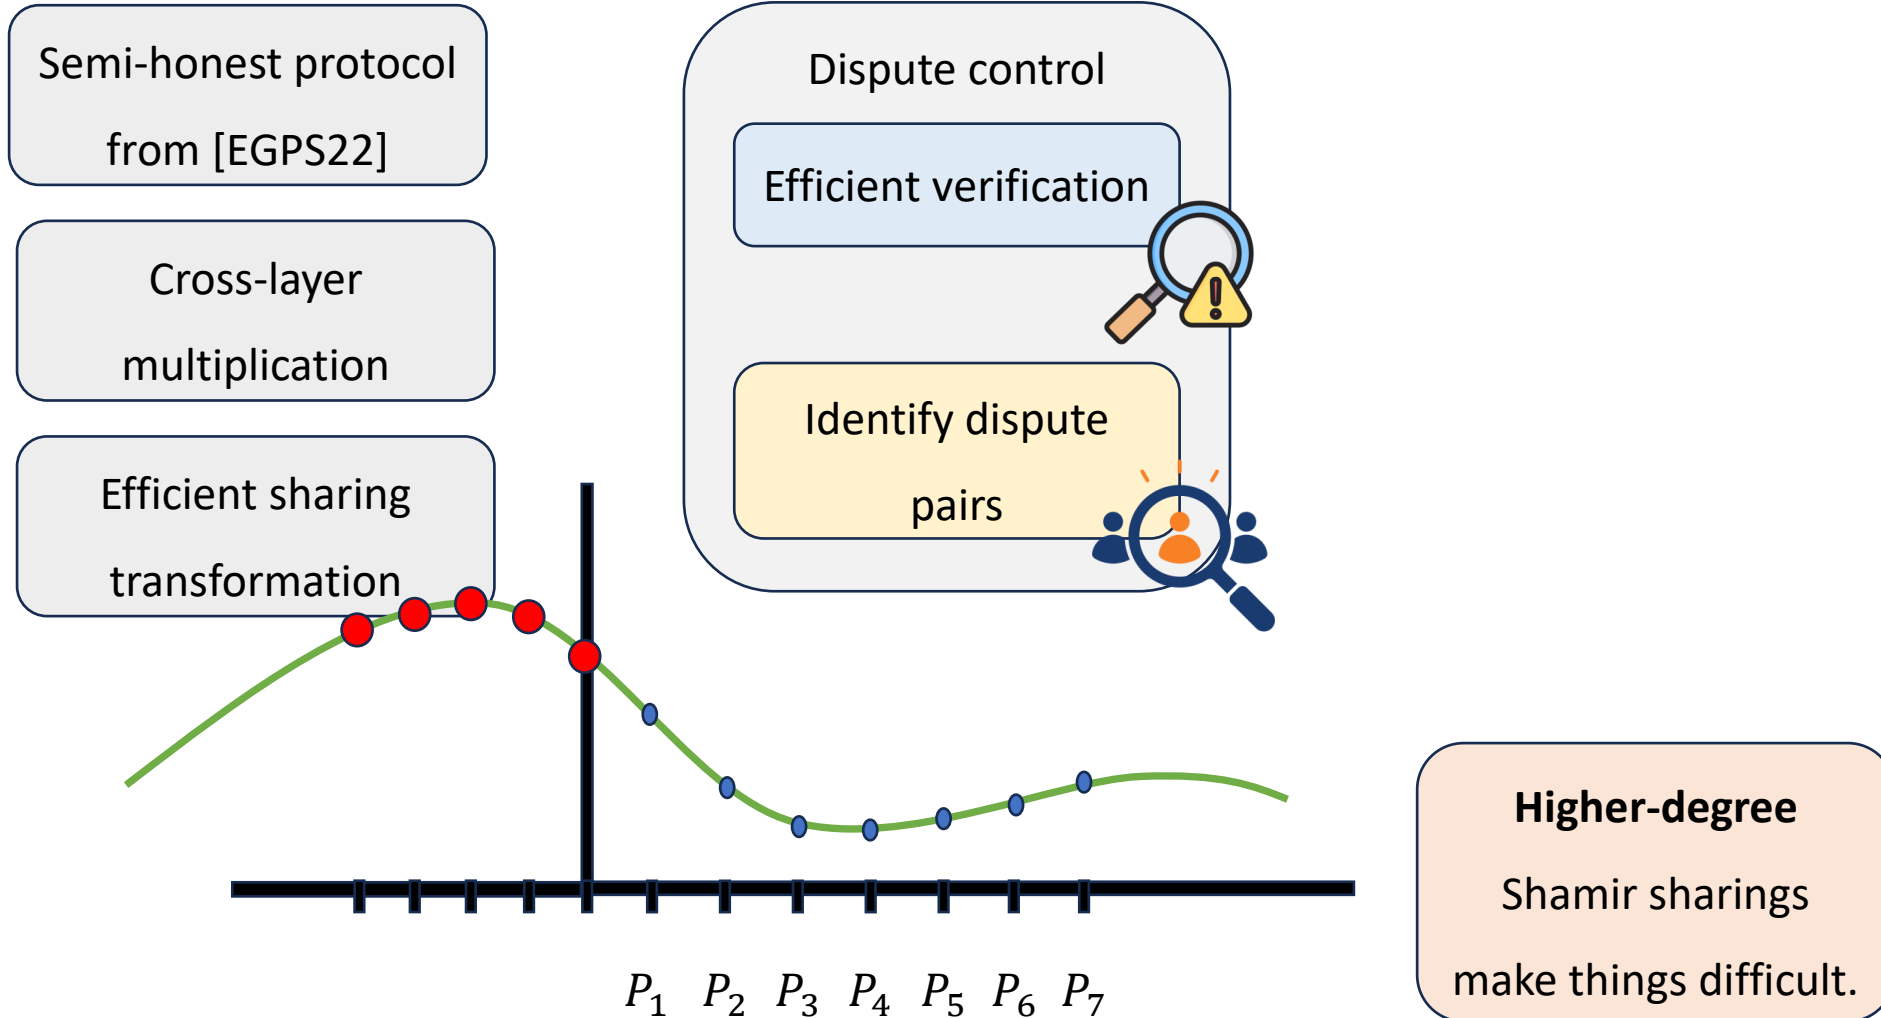 Semi-honest protocol
from [EGPS22]
Cross-layer
multiplication
Efficient sharing
transformation
Dispute control
Efficient verification
Identify dispute
pairs
P₁ P₂ P₃ P₄ P₅ P₆ P₇
Higher-degree
Shamir sharings
make things difficult.